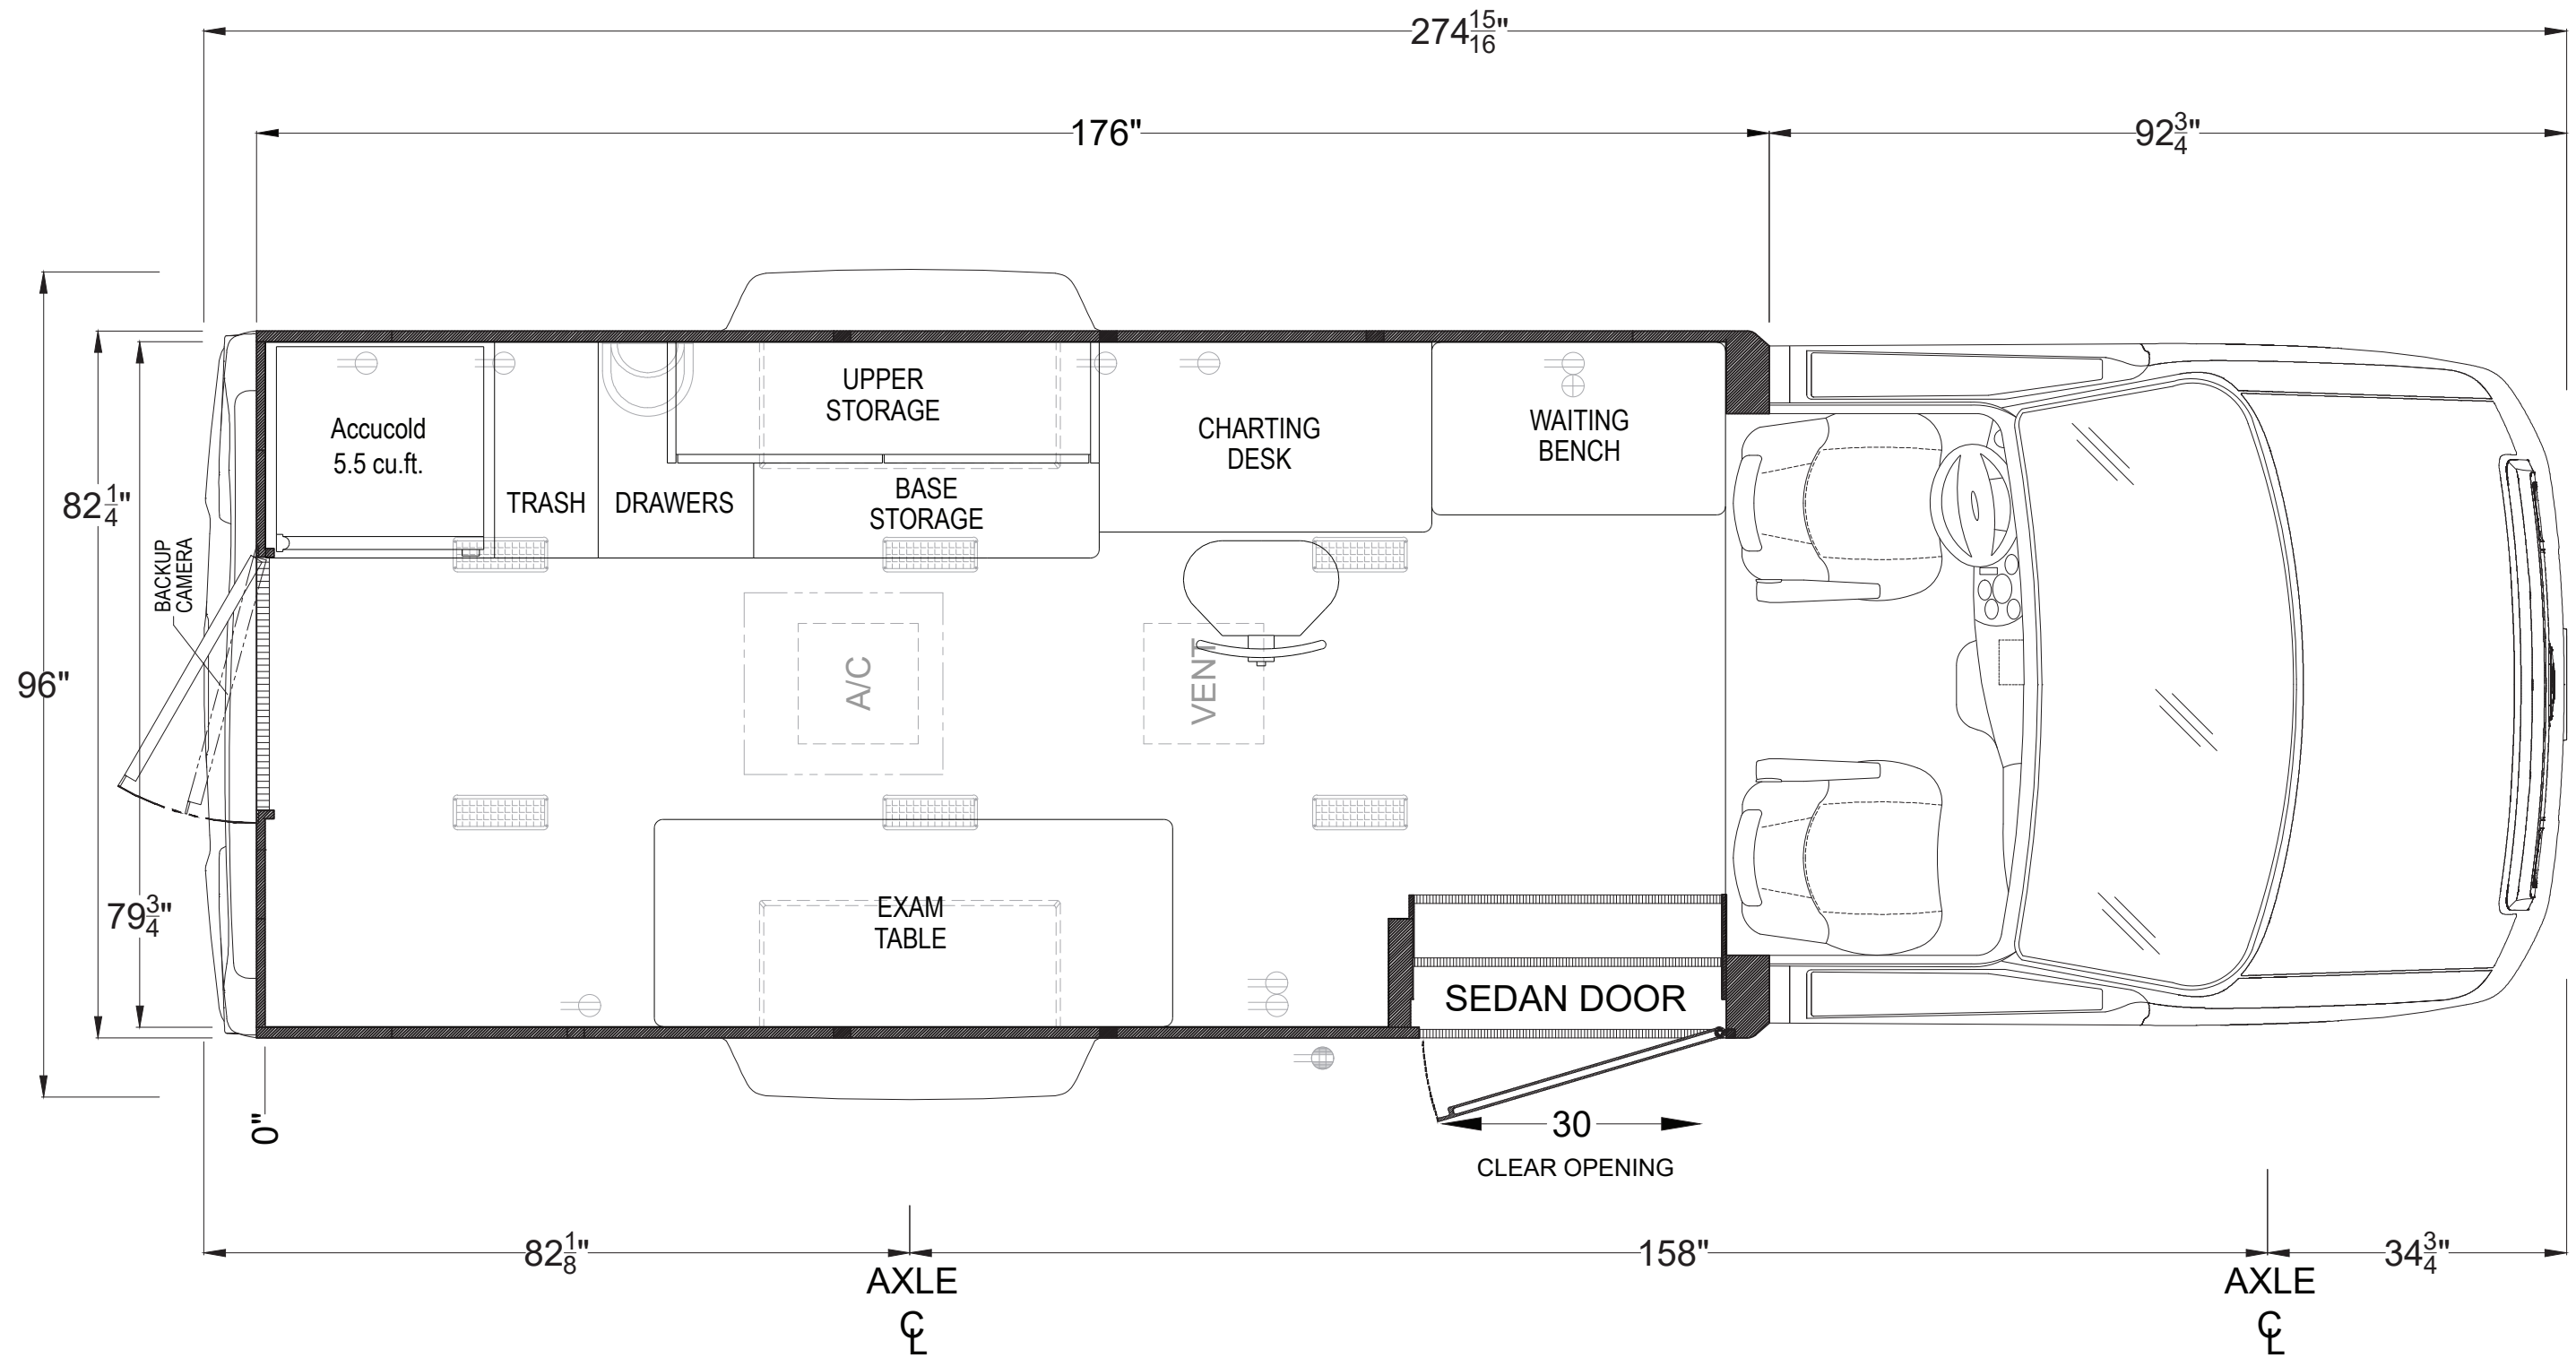 274 15/16"
176"
92 3/4"
UPPER
STORAGE
Accucold
5.5 cu.ft.
CHARTING
DESK
WAITING
BENCH
TRASH
DRAWERS
BASE
STORAGE
82 1/4"
BACKUP
CAMERA
96"
A/C
VENT
79 3/4"
EXAM
TABLE
SEDAN DOOR
0"
30
CLEAR OPENING
82 1/8"
158"
34 3/4"
AXLE
℄
AXLE
℄